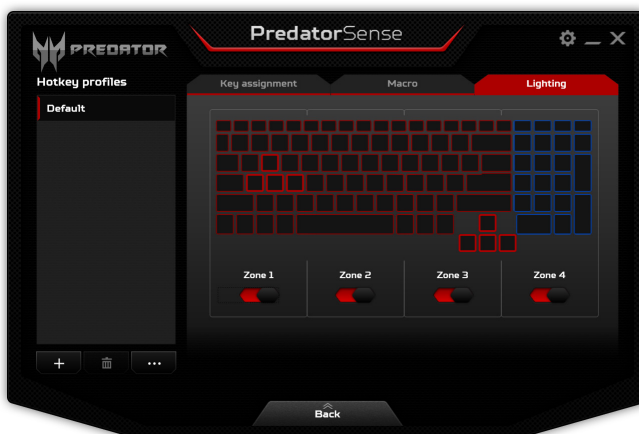 PredatorSense
PREDATOR
Hotkey profiles
Default
Key assignment
Macro
Lighting
Zone 1
Zone 2
Zone 3
Zone 4
Back